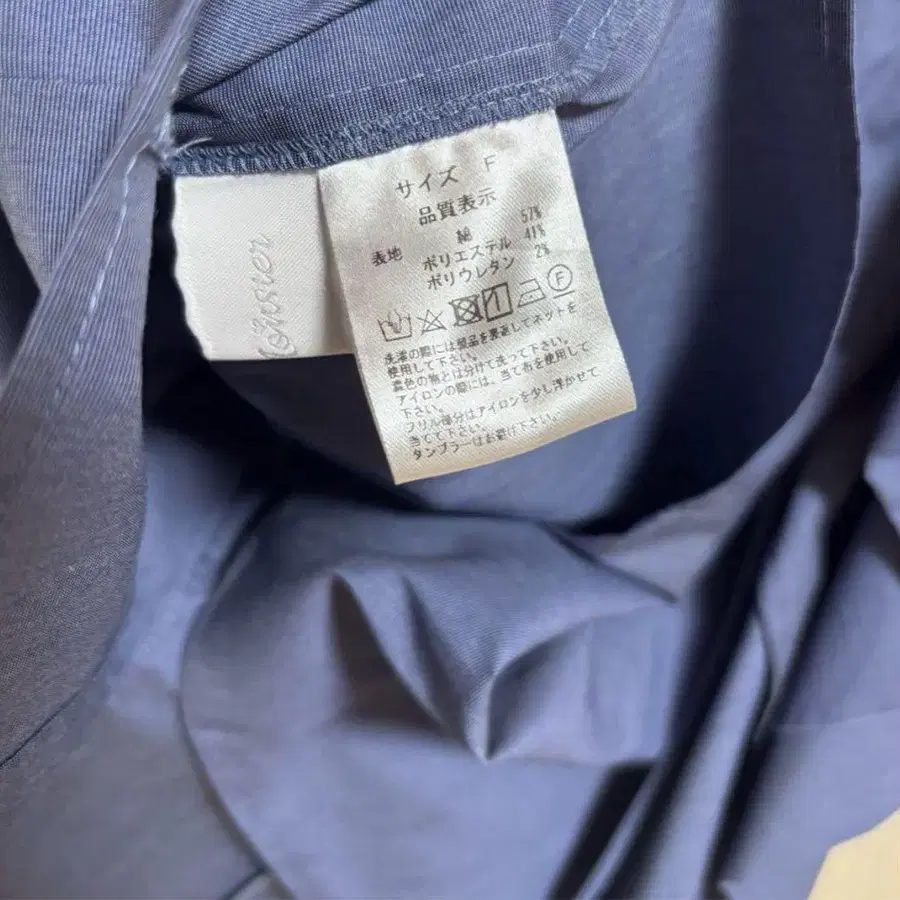 サイズ F
品質表示
表地 綿 57%
ポリエステル 41%
ポリウレタン 2%
F
洗濯の際には製品を裏返してネットを
使用して下さい。
濃色の物とは分けて洗って下さい。
アイロンの際には、当て布を使用して
下さい。
フリル部分はアイロンを少し浮かせて
当てて下さい。
タンブラーはお避け下さい。